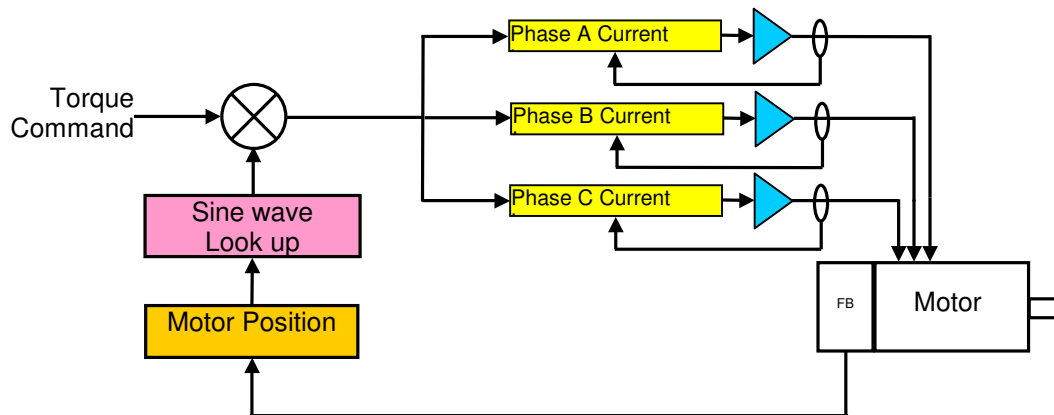 Phase A Current
Torque
Command
Phase B Current
Phase C Current
Sine wave
Look up
FB
Motor
Motor Position